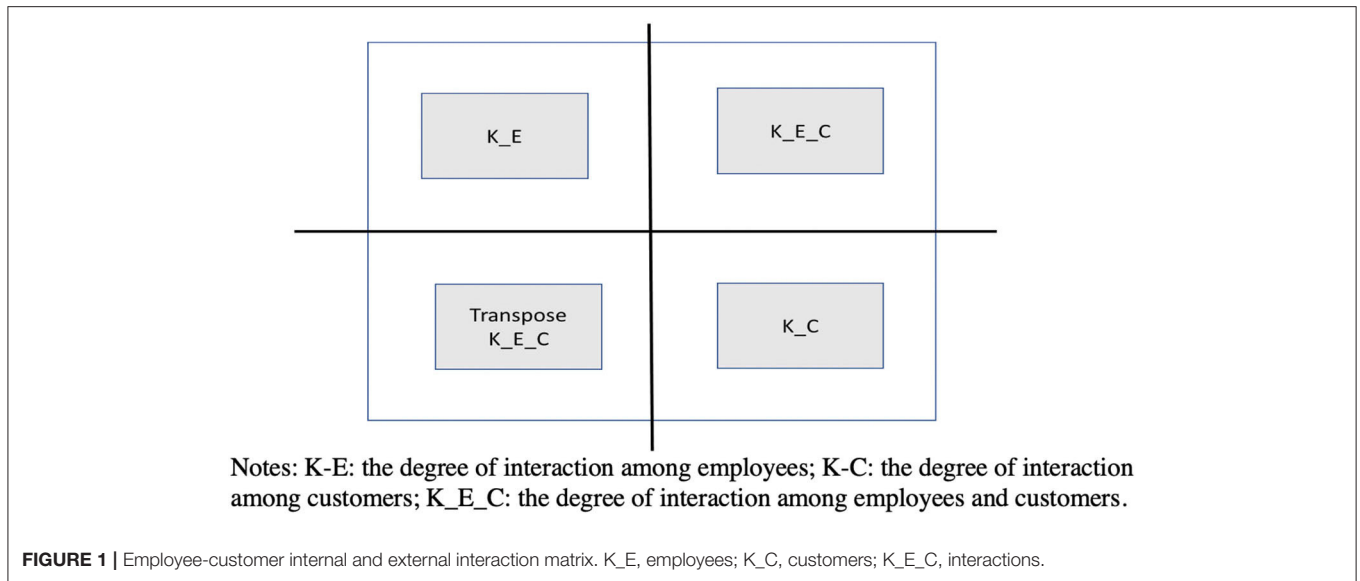 K_E
K_E_C
Transpose
K_E_C
K_C
Notes: K-E: the degree of interaction among employees; K-C: the degree of interaction
among customers; K_E_C: the degree of interaction among employees and customers.
FIGURE 1 | Employee-customer internal and external interaction matrix. K_E, employees; K_C, customers; K_E_C, interactions.